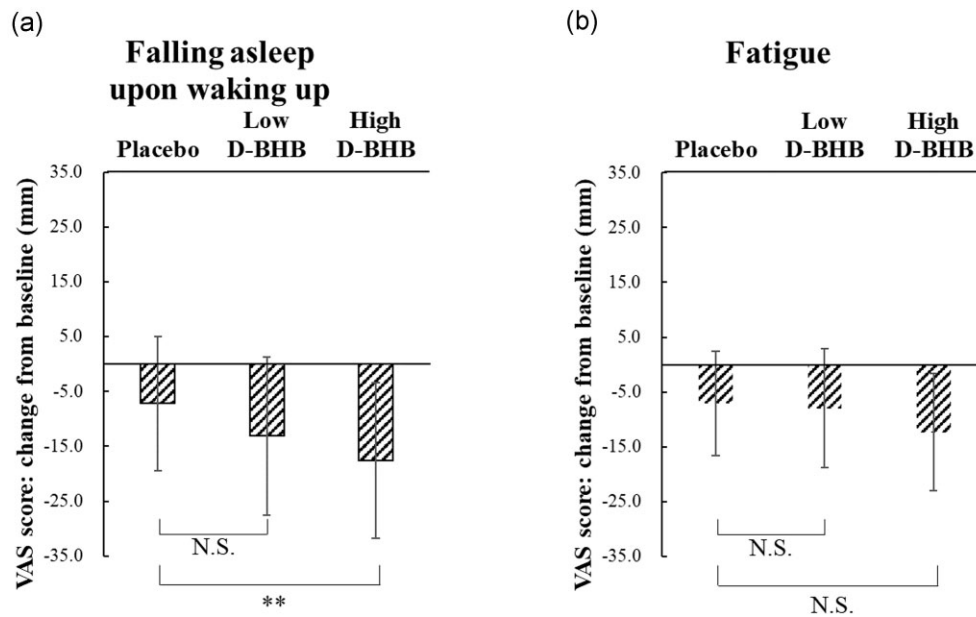 (a)
Falling asleep
upon waking up
Low High
Placebo D-BHB D-BHB
VAS score: change from baseline (mm)
35.0
25.0
15.0
5.0
-5.0
-15.0
-25.0
-35.0
N.S.
**
(b)
Fatigue
Low High
Placebo D-BHB D-BHB
VAS score: change from baseline (mm)
35.0
25.0
15.0
5.0
-5.0
-15.0
-25.0
-35.0
N.S.
N.S.